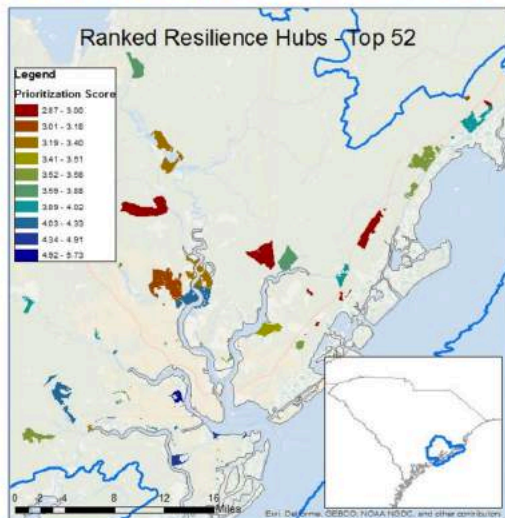 Ranked Resilience Hubs - Top 52
Legend
Prioritization Score
2.87 - 3.00
3.01 - 3.18
3.19 - 3.40
3.41 - 3.51
3.52 - 3.58
3.59 - 3.88
3.89 - 4.02
4.03 - 4.33
4.34 - 4.91
4.92 - 5.73
0 2 4 8 12 16
Miles
Esri, DeLorme, GEBCO, NOAA NGDC, and other contributors